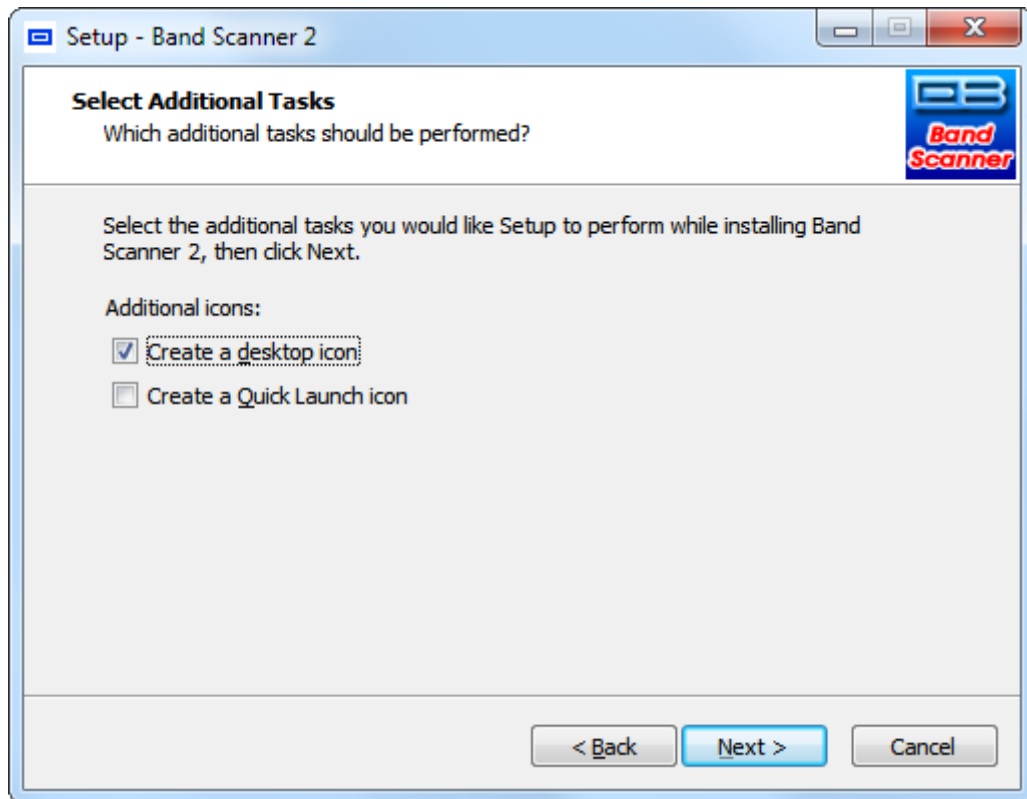 Setup - Band Scanner 2
Select Additional Tasks
Which additional tasks should be performed?
Band
Scanner
Select the additional tasks you would like Setup to perform while installing Band
Scanner 2, then click Next.
Additional icons:
Create a desktop icon
Create a Quick Launch icon
< Back
Next >
Cancel